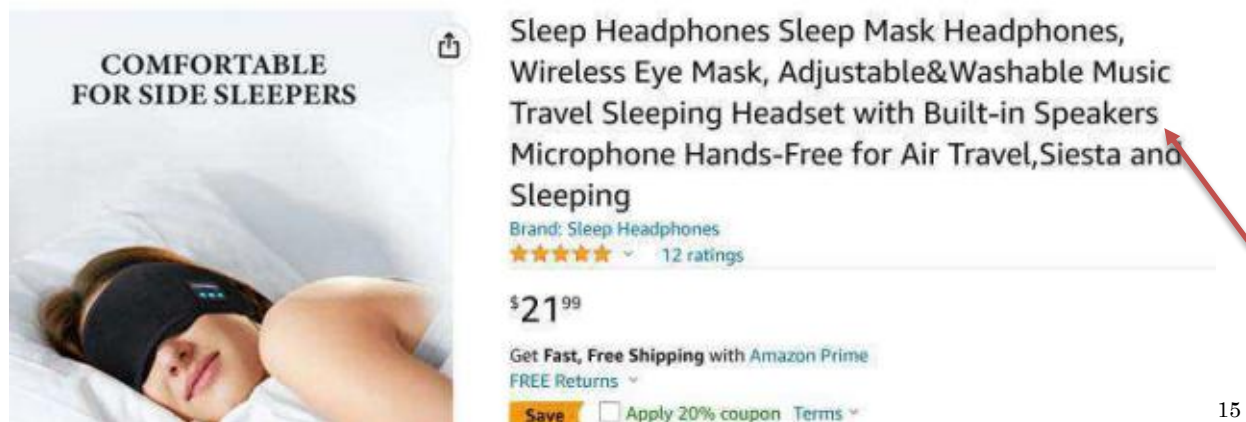 COMFORTABLE
FOR SIDE SLEEPERS
Sleep Headphones Sleep Mask Headphones,
Wireless Eye Mask, Adjustable&Washable Music
Travel Sleeping Headset with Built-in Speakers
Microphone Hands-Free for Air Travel,Siesta and
Sleeping
Brand: Sleep Headphones
12 ratings
$21 99
Get Fast, Free Shipping with Amazon Prime
FREE Returns
Save Apply 20% coupon Terms
15